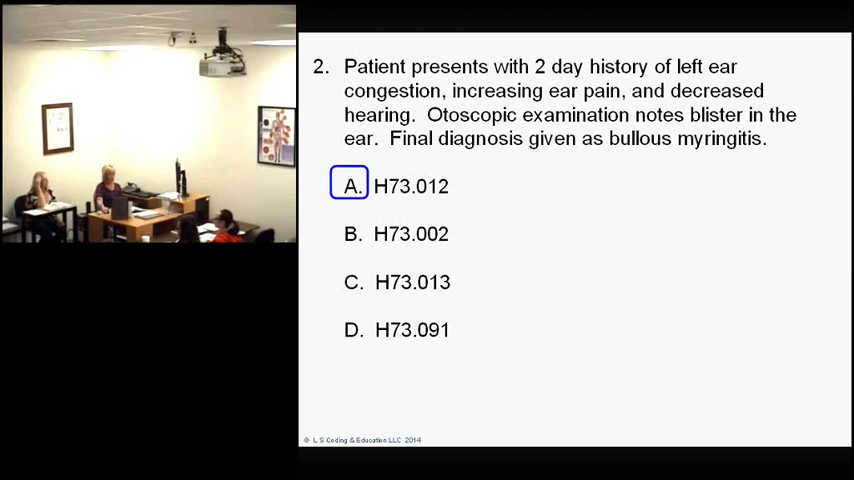 2. Patient presents with 2 day history of left ear
congestion, increasing ear pain, and decreased
hearing. Otoscopic examination notes blister in the
ear. Final diagnosis given as bullous myringitis.
A. H73.012
B. H73.002
C. H73.013
D. H73.091
© L S Coding & Education LLC 2014